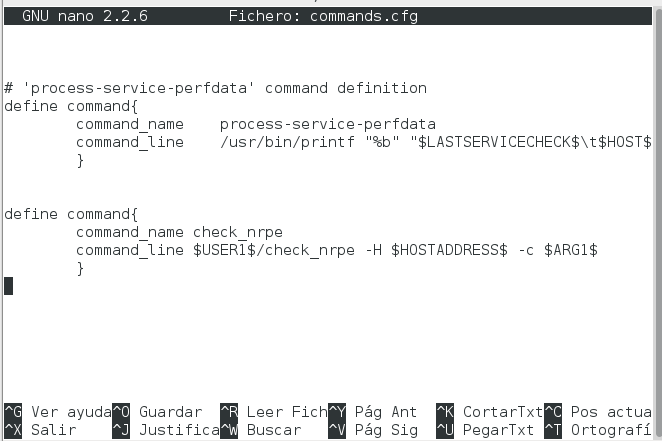 GNU nano 2.2.6 Fichero: commands.cfg
# 'process-service-perfdata' command definition
define command{
command_name process-service-perfdata
command_line /usr/bin/printf "%b" "$LASTSERVICECHECK$\t$HOST$
}
define command{
command_name check_nrpe
command_line $USER1$/check_nrpe -H $HOSTADDRESS$ -c $ARG1$
}
^G Ver ayuda^O Guardar ^R Leer Fich^Y Pág Ant ^K CortarTxt^C Pos actua
^X Salir ^J Justifica^W Buscar ^V Pág Sig ^U PegarTxt ^T Ortografí